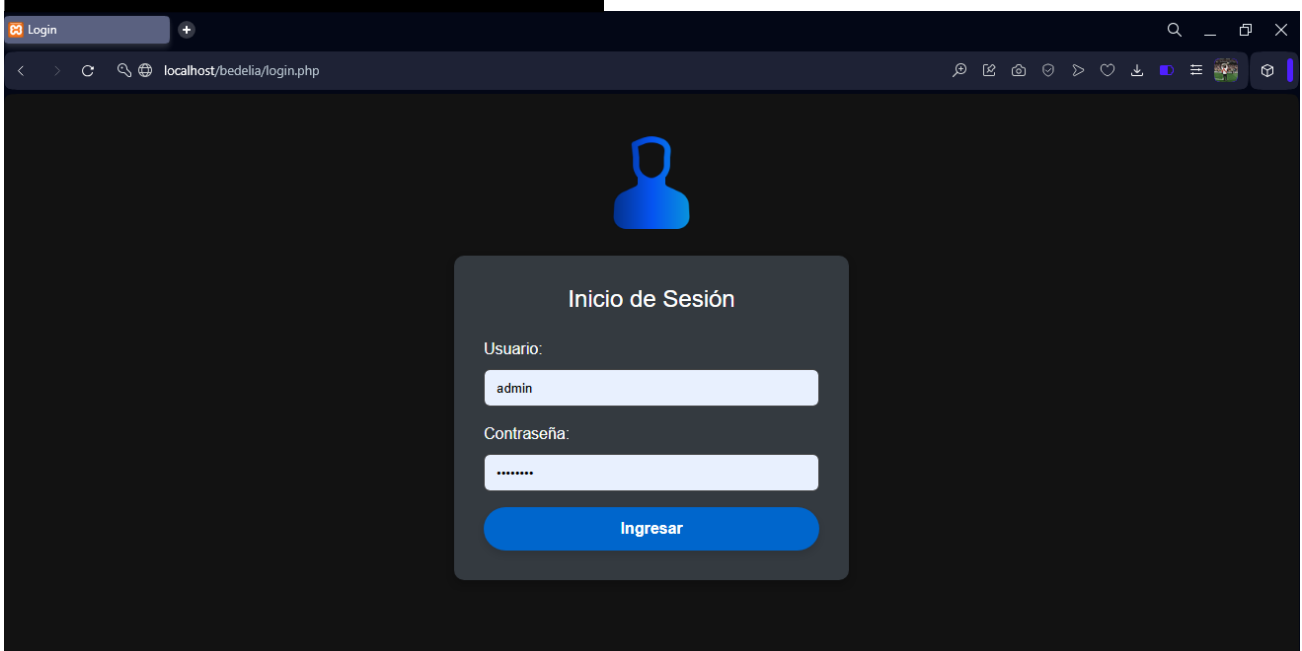 Login
localhost/bedelia/login.php
Inicio de Sesión
Usuario:
admin
Contraseña:
••••••••
Ingresar